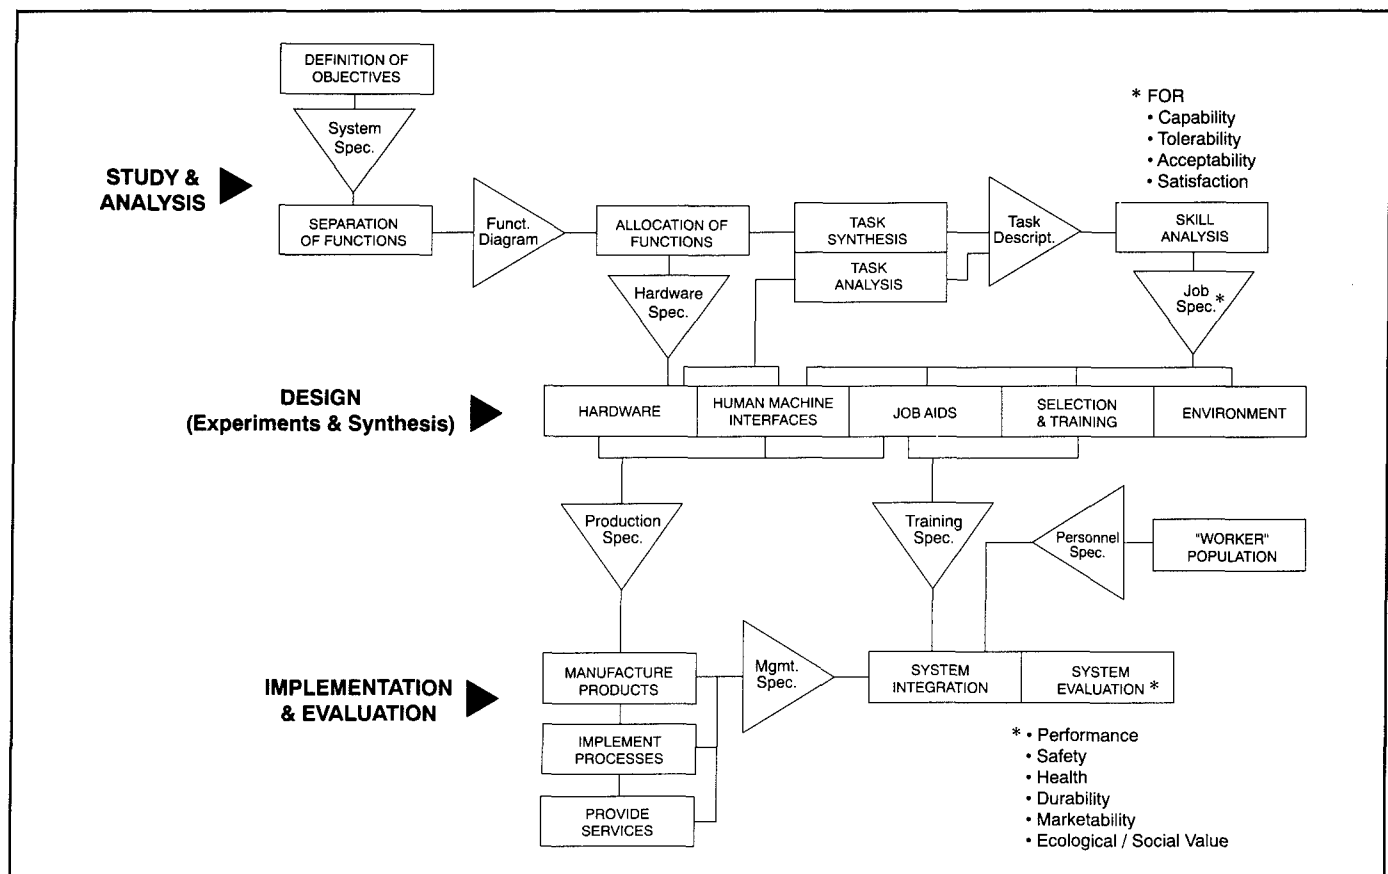 DEFINITION OF
OBJECTIVES
System
Spec.
* FOR
• Capability
• Tolerability
• Acceptability
• Satisfaction
STUDY &
ANALYSIS
SEPARATION
OF FUNCTIONS
Funct.
Diagram
ALLOCATION OF
FUNCTIONS
TASK
SYNTHESIS
TASK
ANALYSIS
Task
Descript.
SKILL
ANALYSIS
Hardware
Spec.
Job
Spec.*
DESIGN
(Experiments & Synthesis)
HARDWARE
HUMAN MACHINE
INTERFACES
JOB AIDS
SELECTION
& TRAINING
ENVIRONMENT
Production
Spec.
Training
Spec.
Personnel
Spec.
"WORKER"
POPULATION
IMPLEMENTATION
& EVALUATION
MANUFACTURE
PRODUCTS
Mgmt.
Spec.
SYSTEM
INTEGRATION
SYSTEM
EVALUATION *
IMPLEMENT
PROCESSES
PROVIDE
SERVICES
* • Performance
• Safety
• Health
• Durability
• Marketability
• Ecological / Social Value